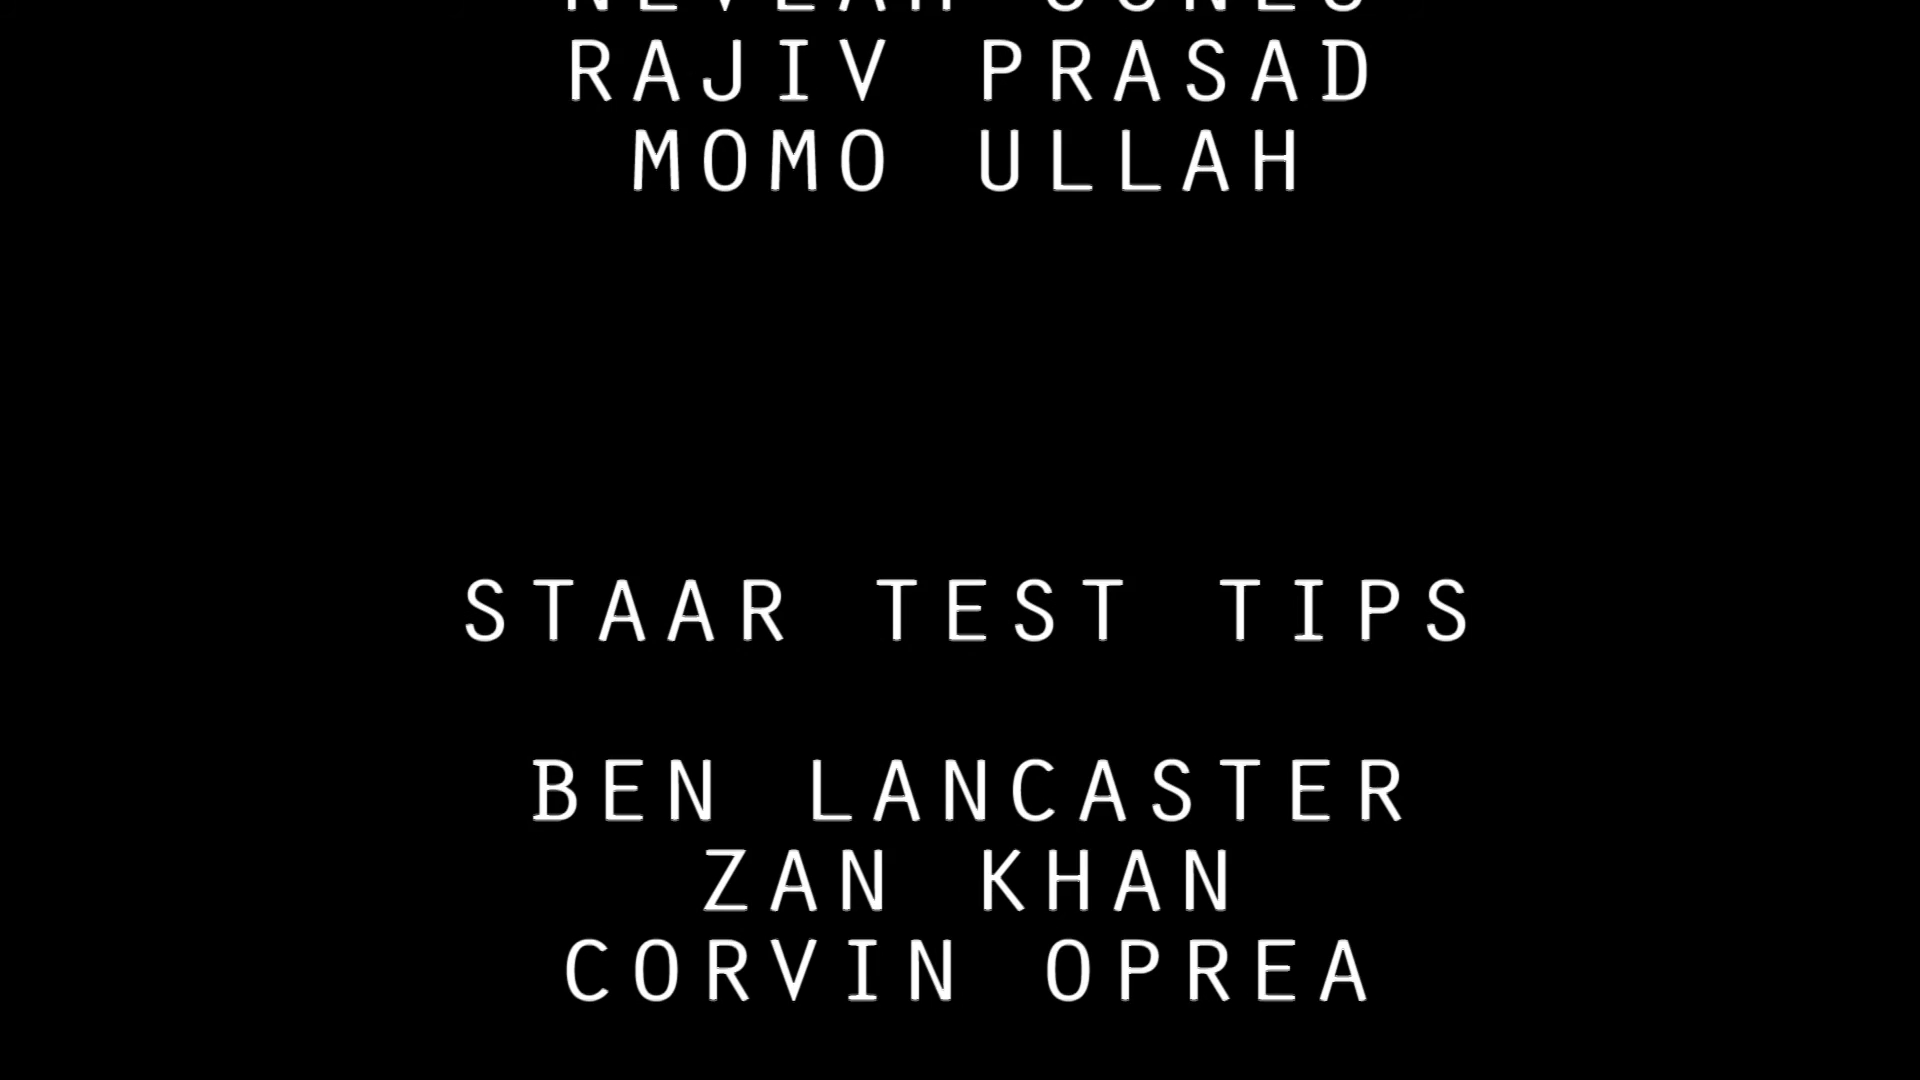 RAJIV PRASAD
MOMO ULLAH
STAAR TEST TIPS
BEN LANCASTER
ZAN KHAN
CORVIN OPREA